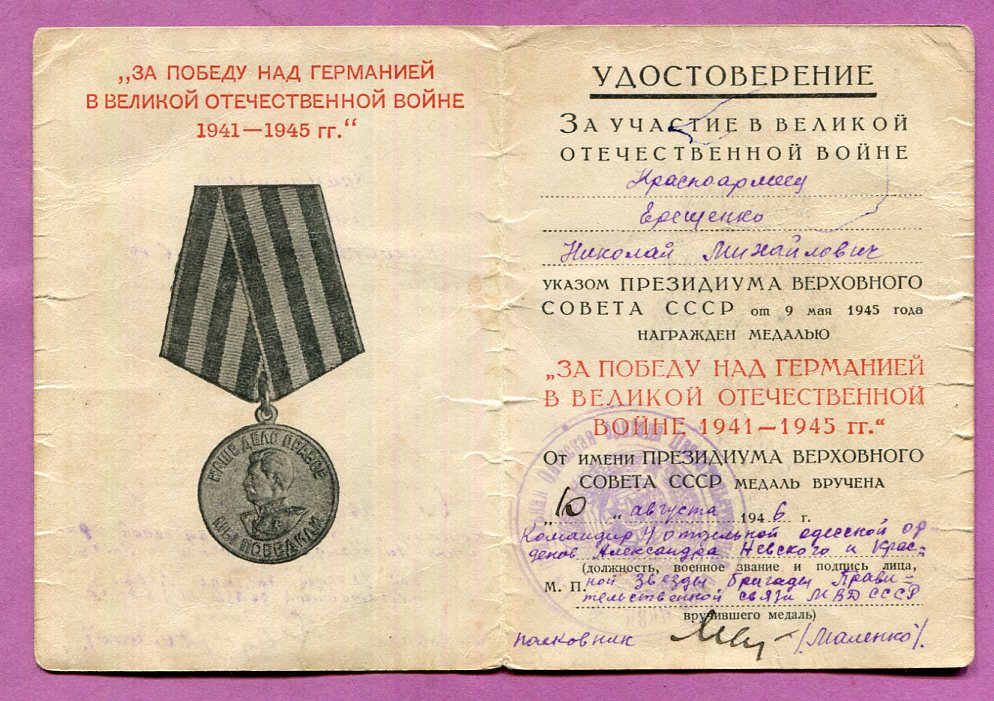 „ЗА ПОБЕДУ НАД ГЕРМАНИЕЙ
В ВЕЛИКОЙ ОТЕЧЕСТВЕННОЙ ВОЙНЕ
1941—1945 гг.“
НАШЕ ДЕЛО ПРАВОЕ
МЫ ПОБЕДИЛИ
УДОСТОВЕРЕНИЕ
ЗА УЧАСТИЕ В ВЕЛИКОЙ
ОТЕЧЕСТВЕННОЙ ВОЙНЕ
Красноармеец
Ерещенко
Николай Михайлович
УКАЗОМ ПРЕЗИДИУМА ВЕРХОВНОГО
СОВЕТА СССР от 9 мая 1945 года
НАГРАЖДЕН МЕДАЛЬЮ
„ЗА ПОБЕДУ НАД ГЕРМАНИЕЙ
В ВЕЛИКОЙ ОТЕЧЕСТВЕННОЙ
ВОЙНЕ 1941—1945 гг.“
ОТ ИМЕНИ ПРЕЗИДИУМА ВЕРХОВНОГО
СОВЕТА СССР МЕДАЛЬ ВРУЧЕНА
„10“ августа 1946 г.
Командир 4 отдельной одесской ор-
денов Александра Невского и Крас-
(должность, военное звание и подпись лица,
М. П. ной Звезды бригады Прави-
тельственной связи МВД СССР
вручившего медаль)
полковник /Маленко/.